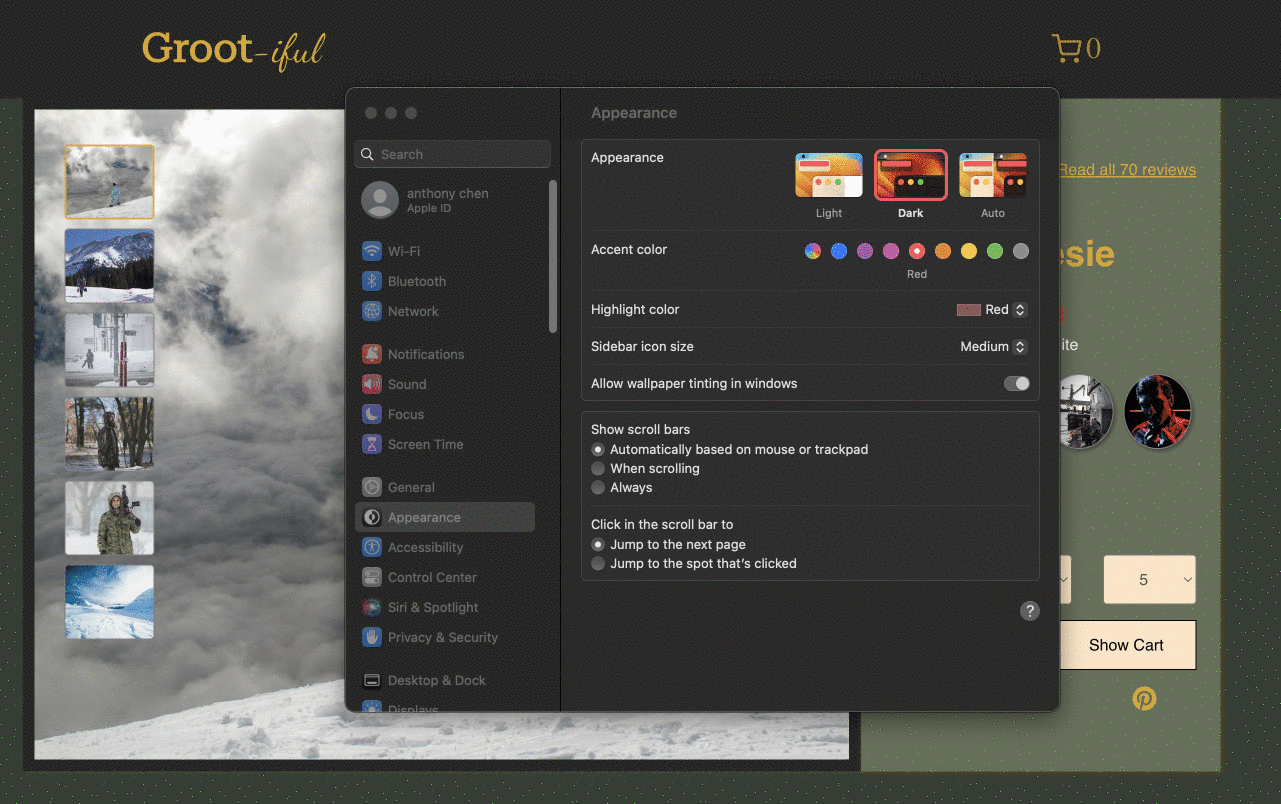 Groot-iful
0
Appearance
Search
anthony chen
Apple ID
Wi-Fi
Bluetooth
Network
Notifications
Sound
Focus
Screen Time
General
Appearance
Accessibility
Control Center
Siri & Spotlight
Privacy & Security
Desktop & Dock
Displays
Appearance
Light
Dark
Auto
Accent color
Red
Highlight color
Red
Sidebar icon size
Medium
Allow wallpaper tinting in windows
Show scroll bars
Automatically based on mouse or trackpad
When scrolling
Always
Click in the scroll bar to
Jump to the next page
Jump to the spot that's clicked
?
Read all 70 reviews
5
Show Cart